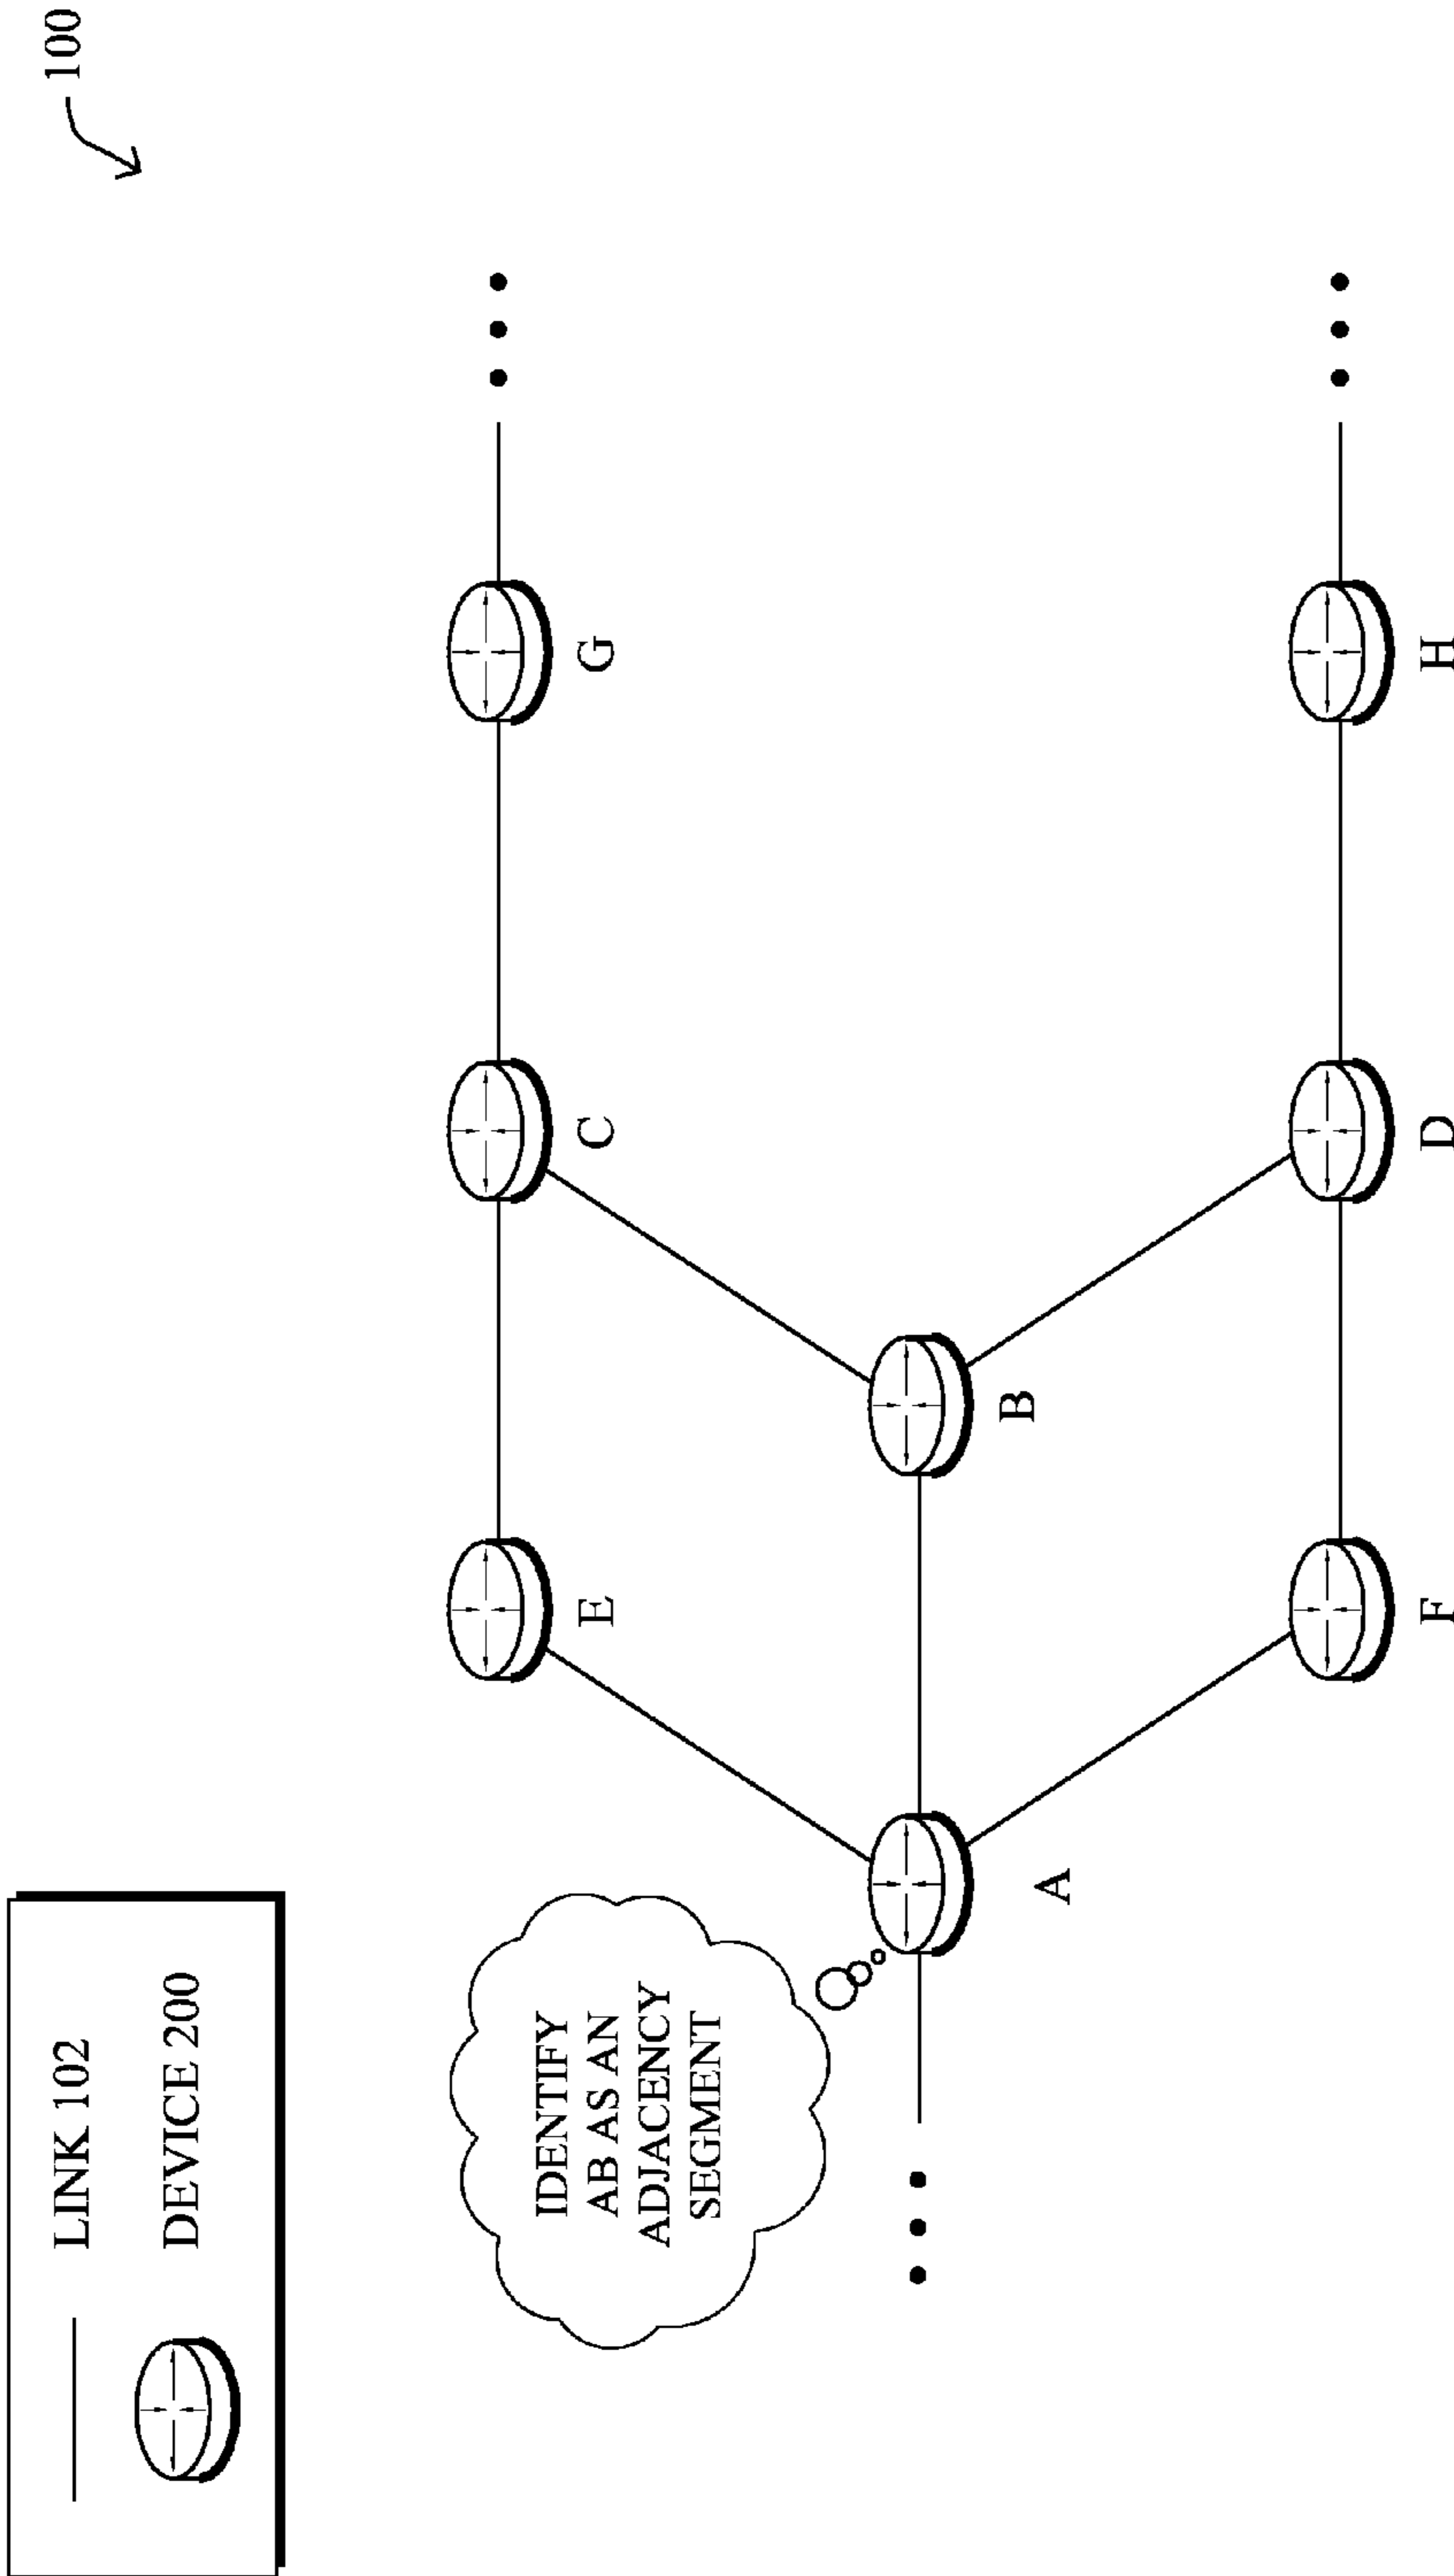 100
LINK 102
DEVICE 200
IDENTIFY
AB AS AN
ADJACENCY
SEGMENT
E
C
G
A
B
F
D
H